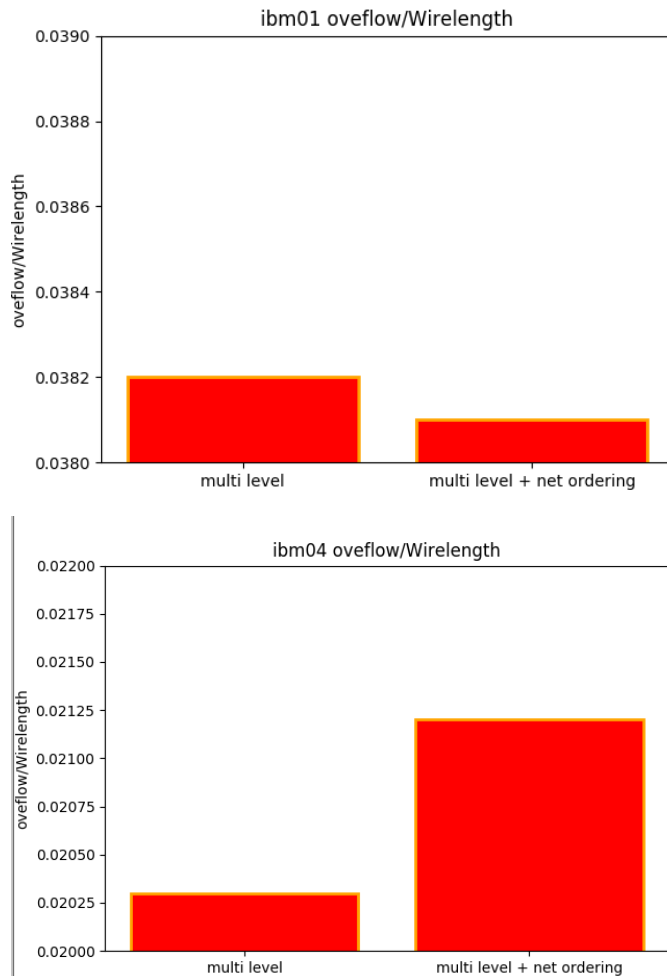 ibm01 oveflow/Wirelength
0.0390
0.0388
0.0386
0.0384
0.0382
0.0380
oveflow/Wirelength
multi level
multi level + net ordering
ibm04 oveflow/Wirelength
0.02200
0.02175
0.02150
0.02125
0.02100
0.02075
0.02050
0.02025
0.02000
oveflow/Wirelength
multi level
multi level + net ordering